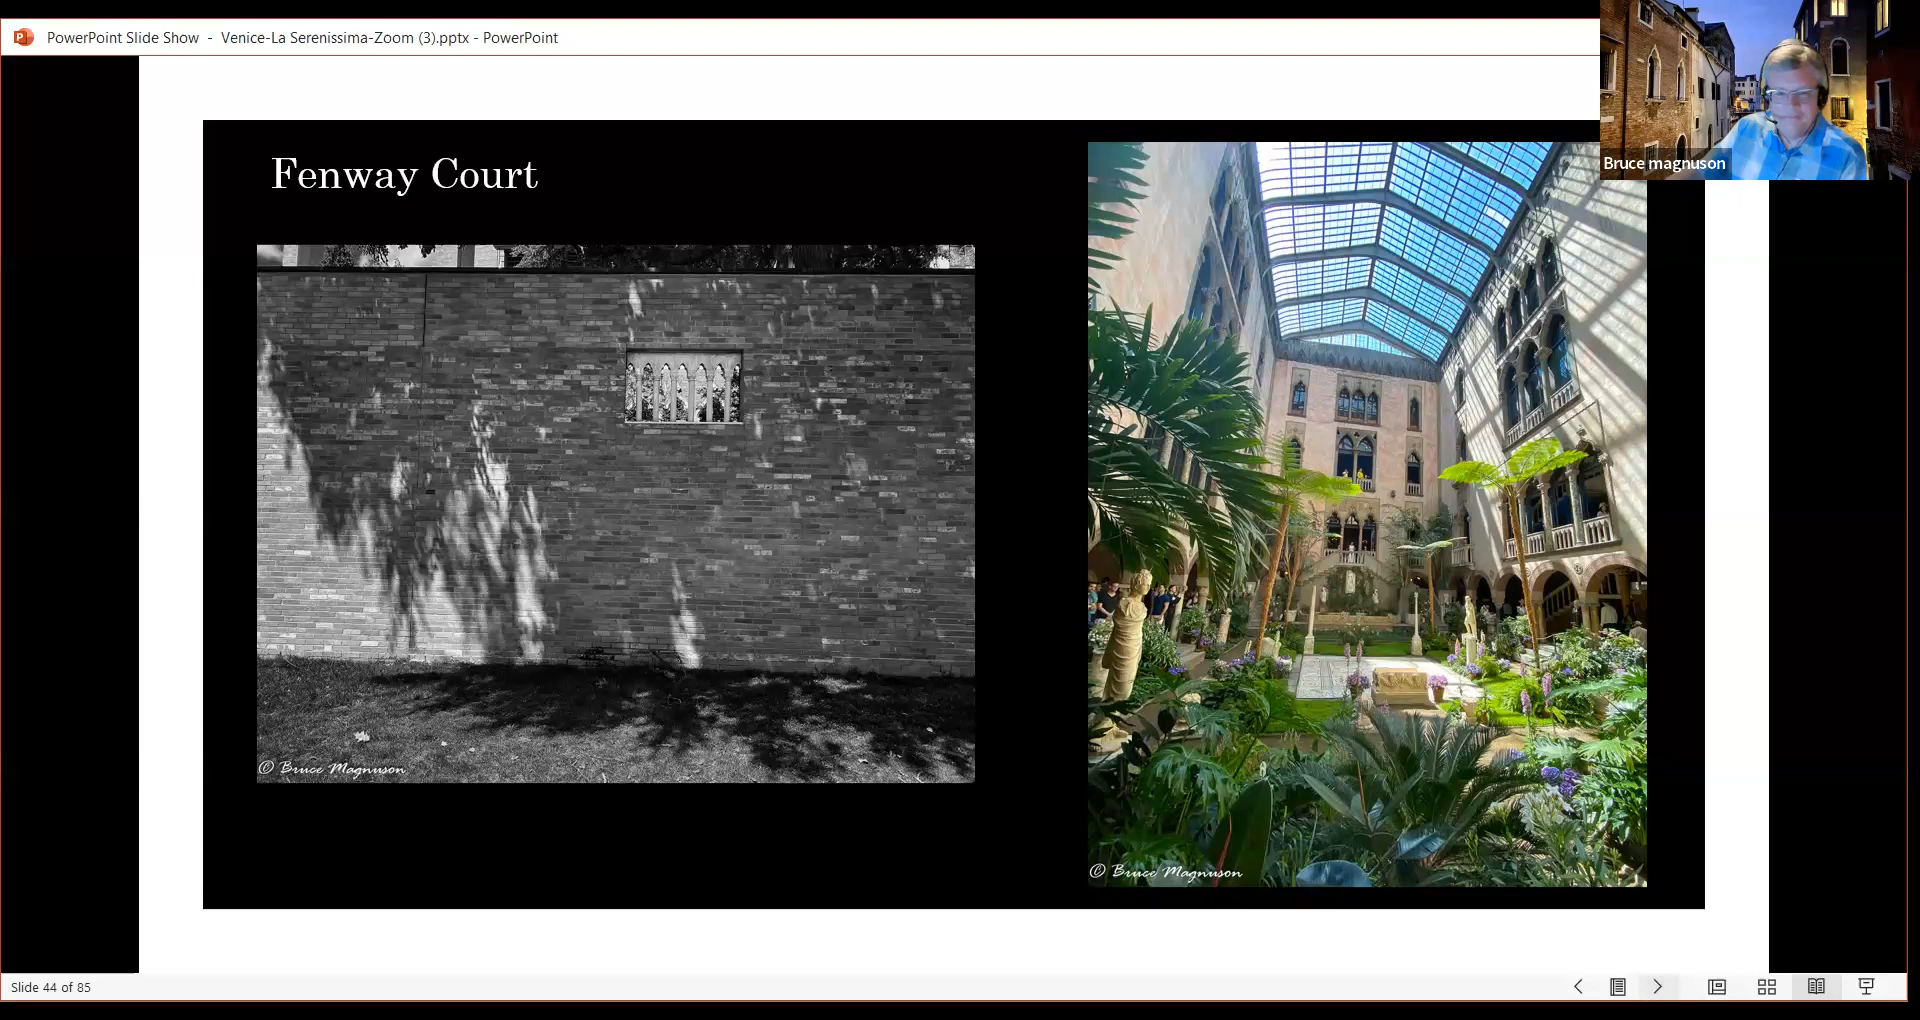 PowerPoint Slide Show - Venice-La Serenissima-Zoom (3).pptx - PowerPoint
Bruce magnuson
Fenway Court
© Bruce Magnuson
© Bruce Magnuson
Slide 44 of 85